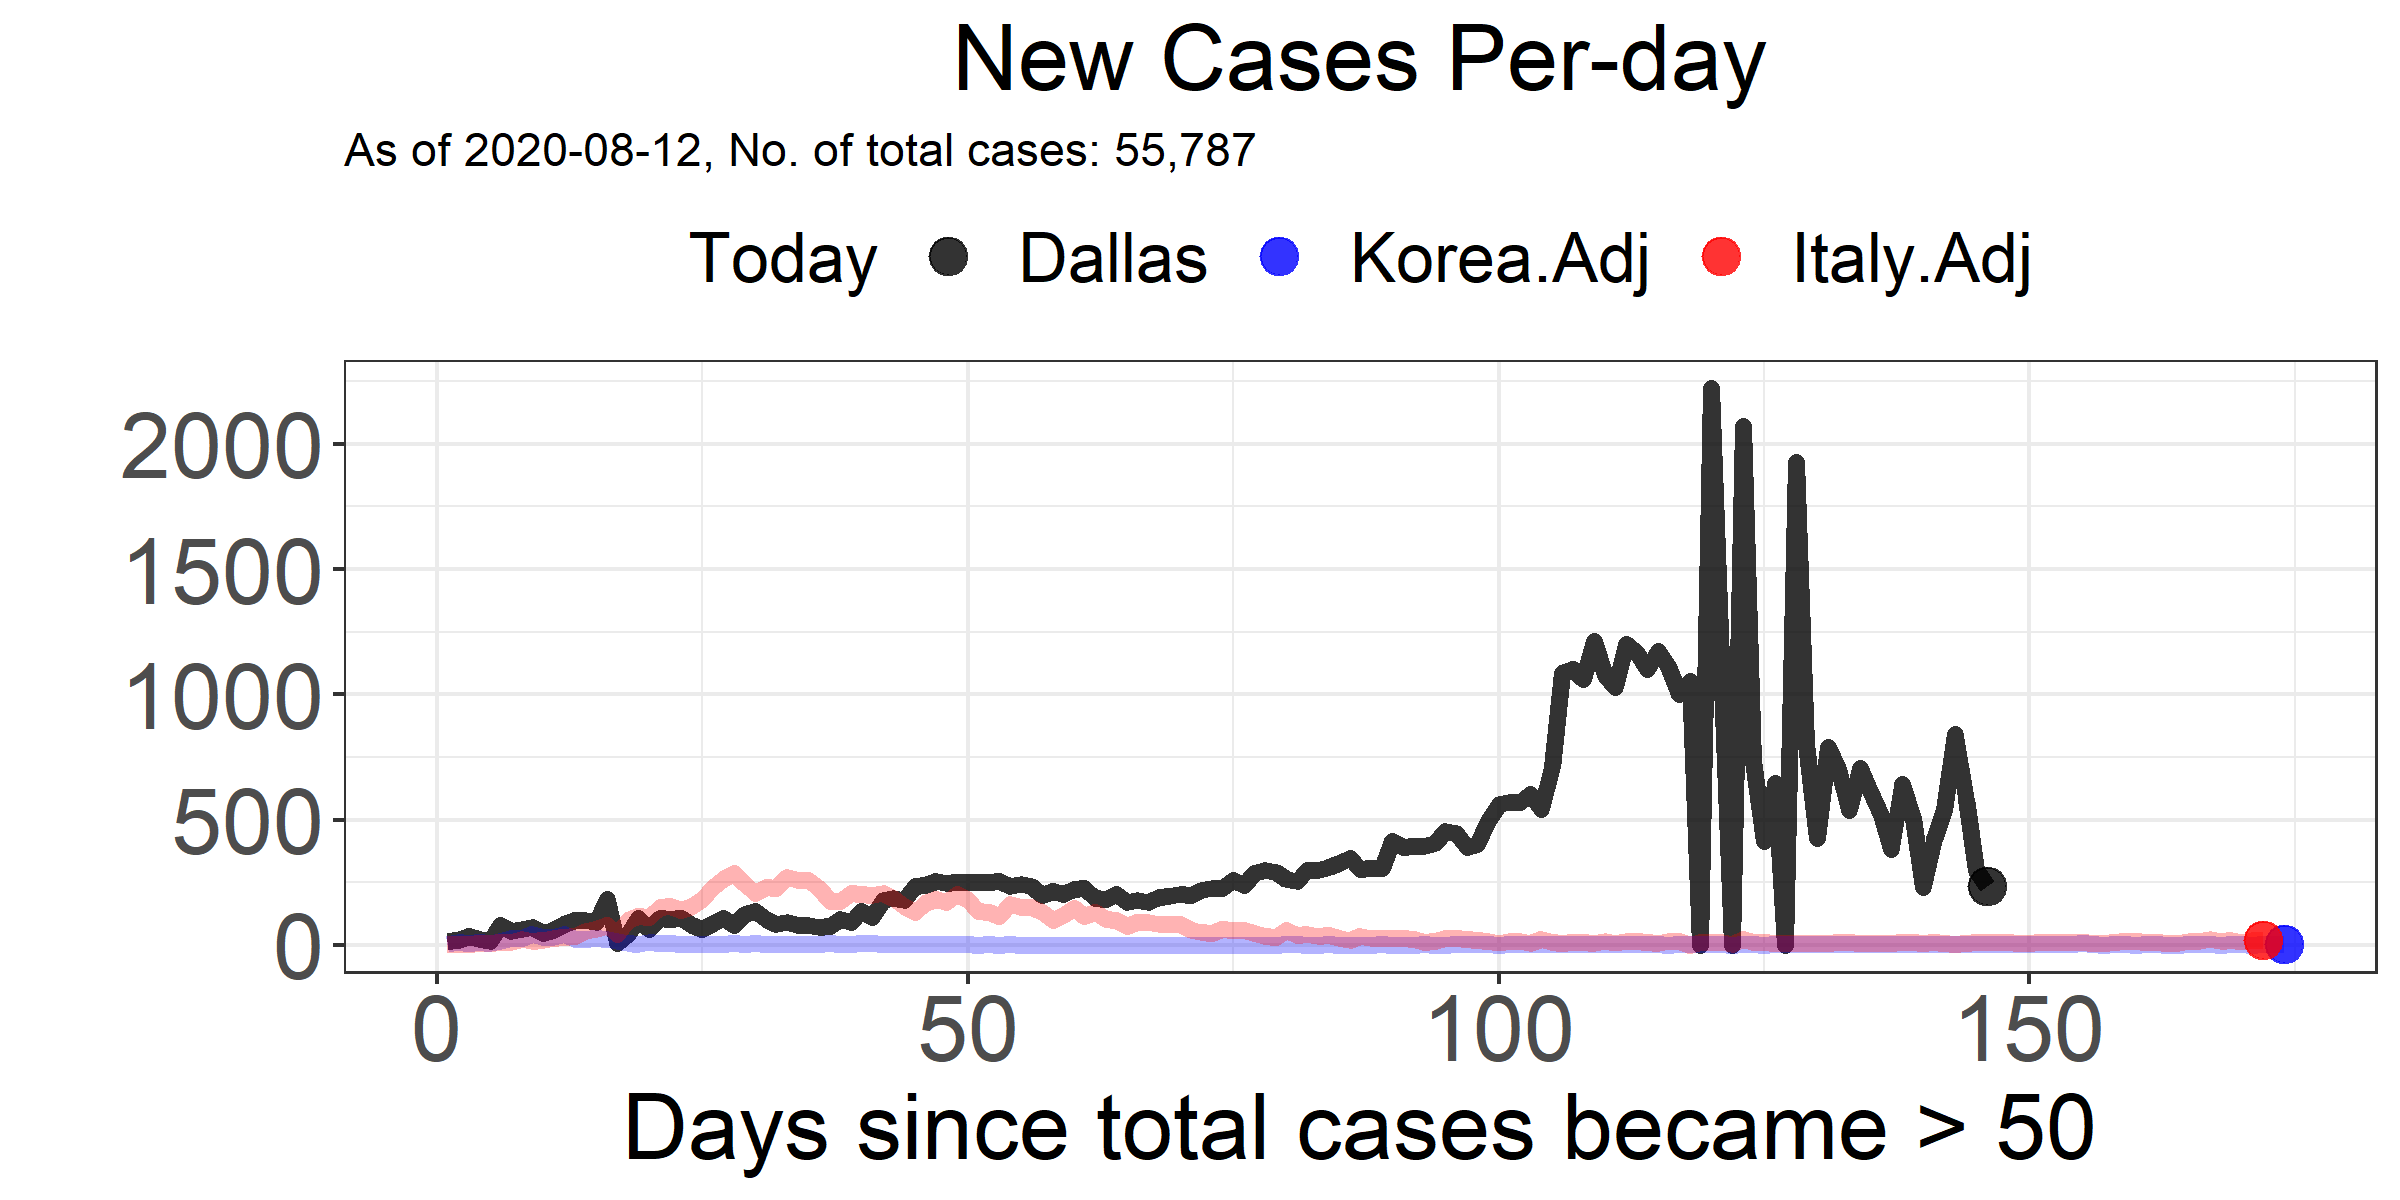 New Cases Per-day
As of 2020-08-12, No. of total cases: 55,787
Today Dallas Korea.Adj Italy.Adj
2000
1500
1000
500
0
0 50 100 150
Days since total cases became > 50